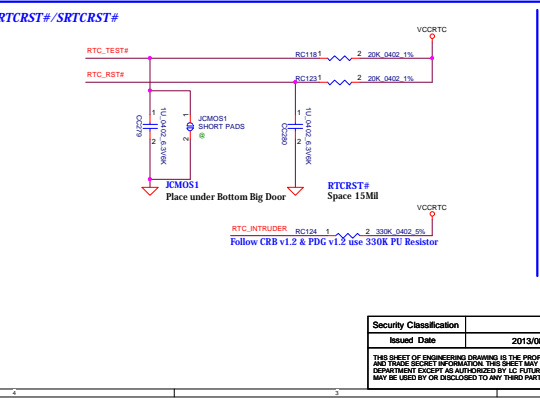 RTCRST#/SRTCRST#
VCCRTC
RTC_TEST#
RC118 1 2 20K_0402_1%
RTC_RST#
RC123 1 2 20K_0402_1%
CC279
1
2
1U_0402_6.3V6K
1
2
JCMOS1
SHORT PADS
@
CC280
1
2
1U_0402_6.3V6K
JCMOS1
Place under Bottom Big Door
RTCRST#
Space 15Mil
VCCRTC
RTC_INTRUDER RC124 1 2 330K_0402_5%
Follow CRB v1.2 & PDG v1.2 use 330K PU Resistor
Security Classification
Issued Date 2013/0
THIS SHEET OF ENGINEERING DRAWING IS THE PROP
AND TRADE SECRET INFORMATION. THIS SHEET MAY
DEPARTMENT EXCEPT AS AUTHORIZED BY LC FUTUR
MAY BE USED BY OR DISCLOSED TO ANY THIRD PART
4 3